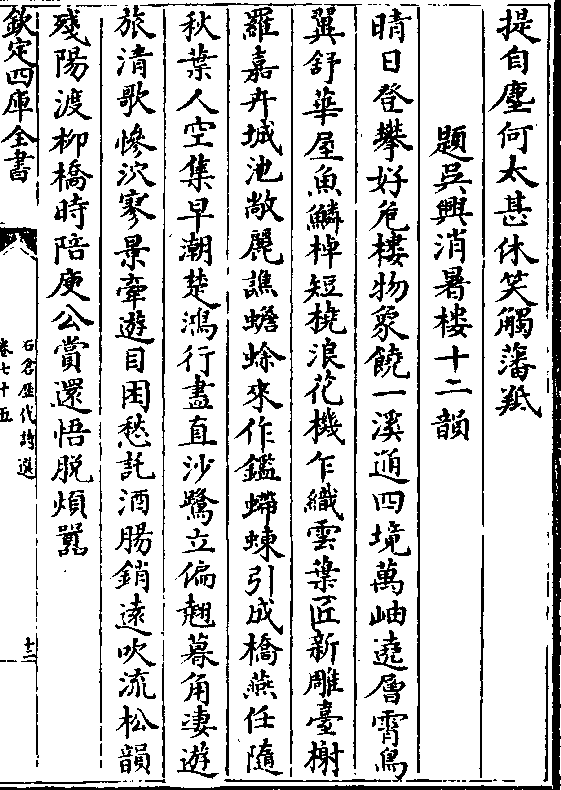 提自塵何太甚休笑觸藩羝
題吳興消暑樓十二韻
晴日登攀好危樓物象饒一溪通四境萬岫遶層霄鳥
翼舒華屋魚鱗棹短橈浪花機乍織雲葉匠新雕臺榭
羅嘉卉城池敞麗譙蟾蜍來作鑑螮蝀引成橋燕任隨
秋葉人空集早潮楚鴻行盡直沙鷺立偏翹暮角凄遊
旅清歌慘泬寥景牽遊目困愁託酒腸銷遠吹流松韻
殘陽渡柳橋時陪庾公賞還悟脱煩囂
欽定四庫全書
石倉歷代詩選
卷七十五
十二